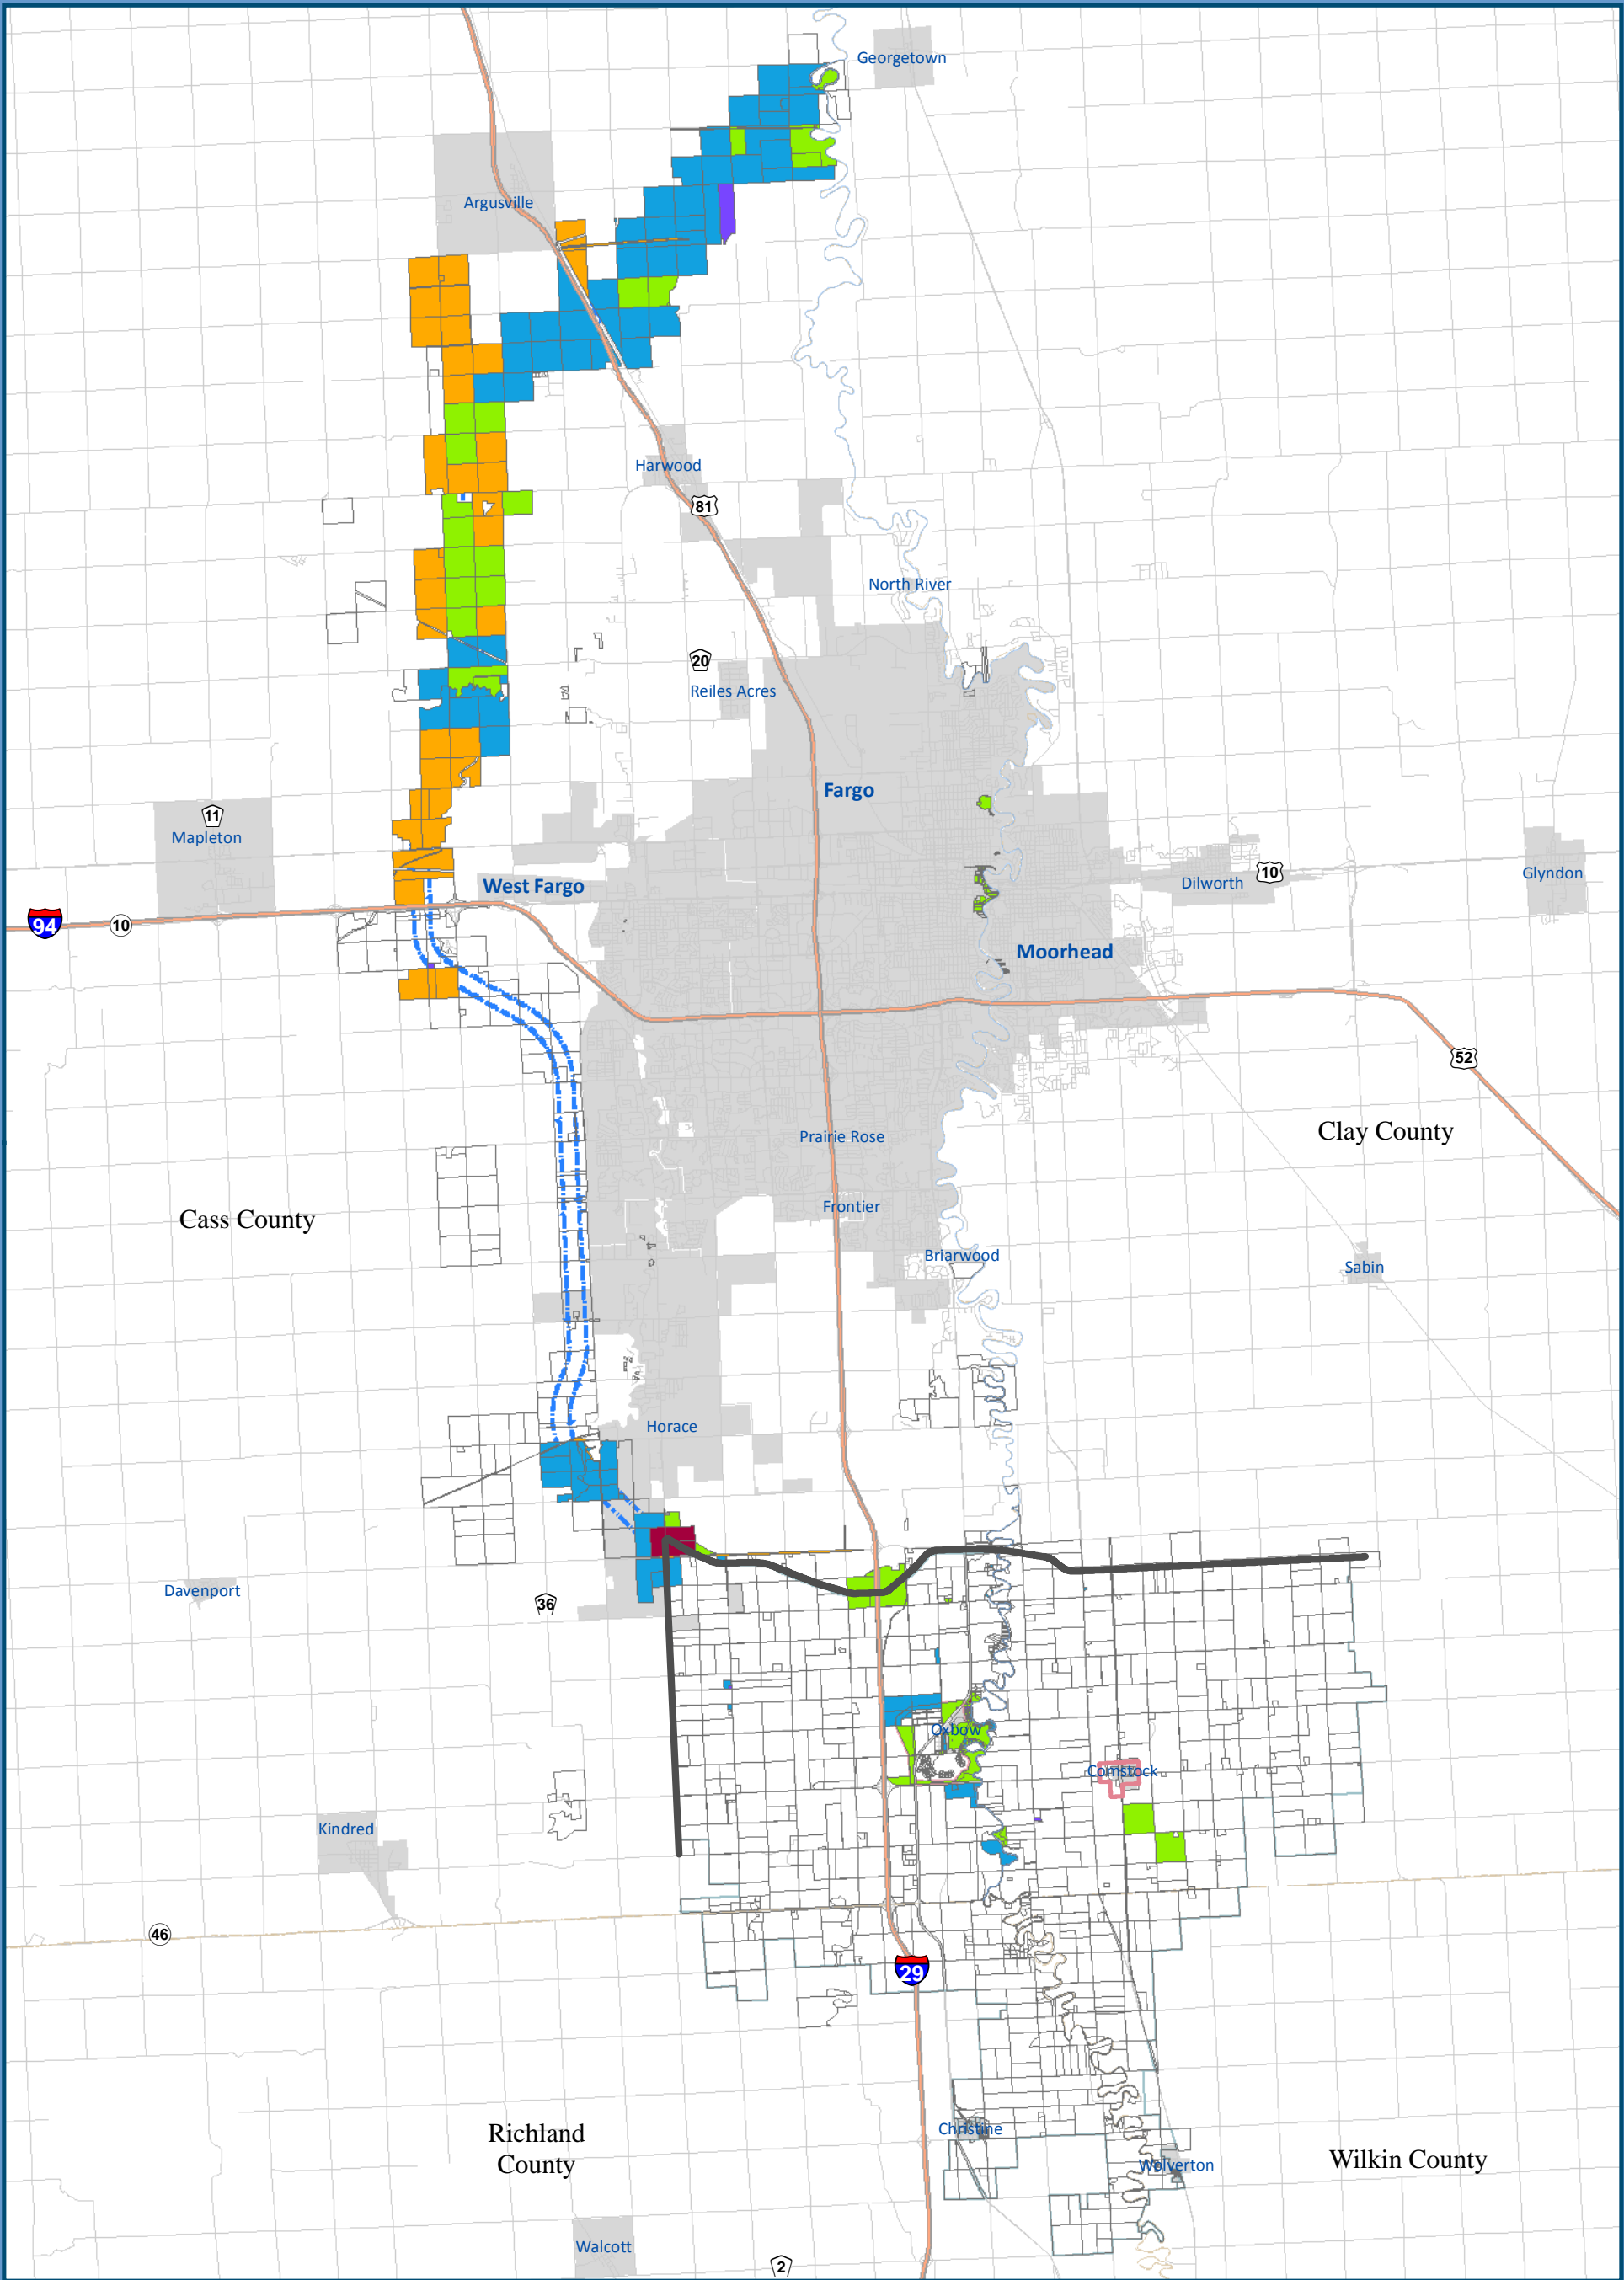 Georgetown
Argusville
Harwood
81
North River
20
Reiles Acres
Fargo
11
Mapleton
West Fargo
Dilworth
10
Glyndon
94
10
Moorhead
52
Clay County
Prairie Rose
Cass County
Frontier
Briarwood
Sabin
Horace
Davenport
36
Oxbow
Comstock
Kindred
46
29
Christine
Richland
County
Wolverton
Wilkin County
Walcott
2